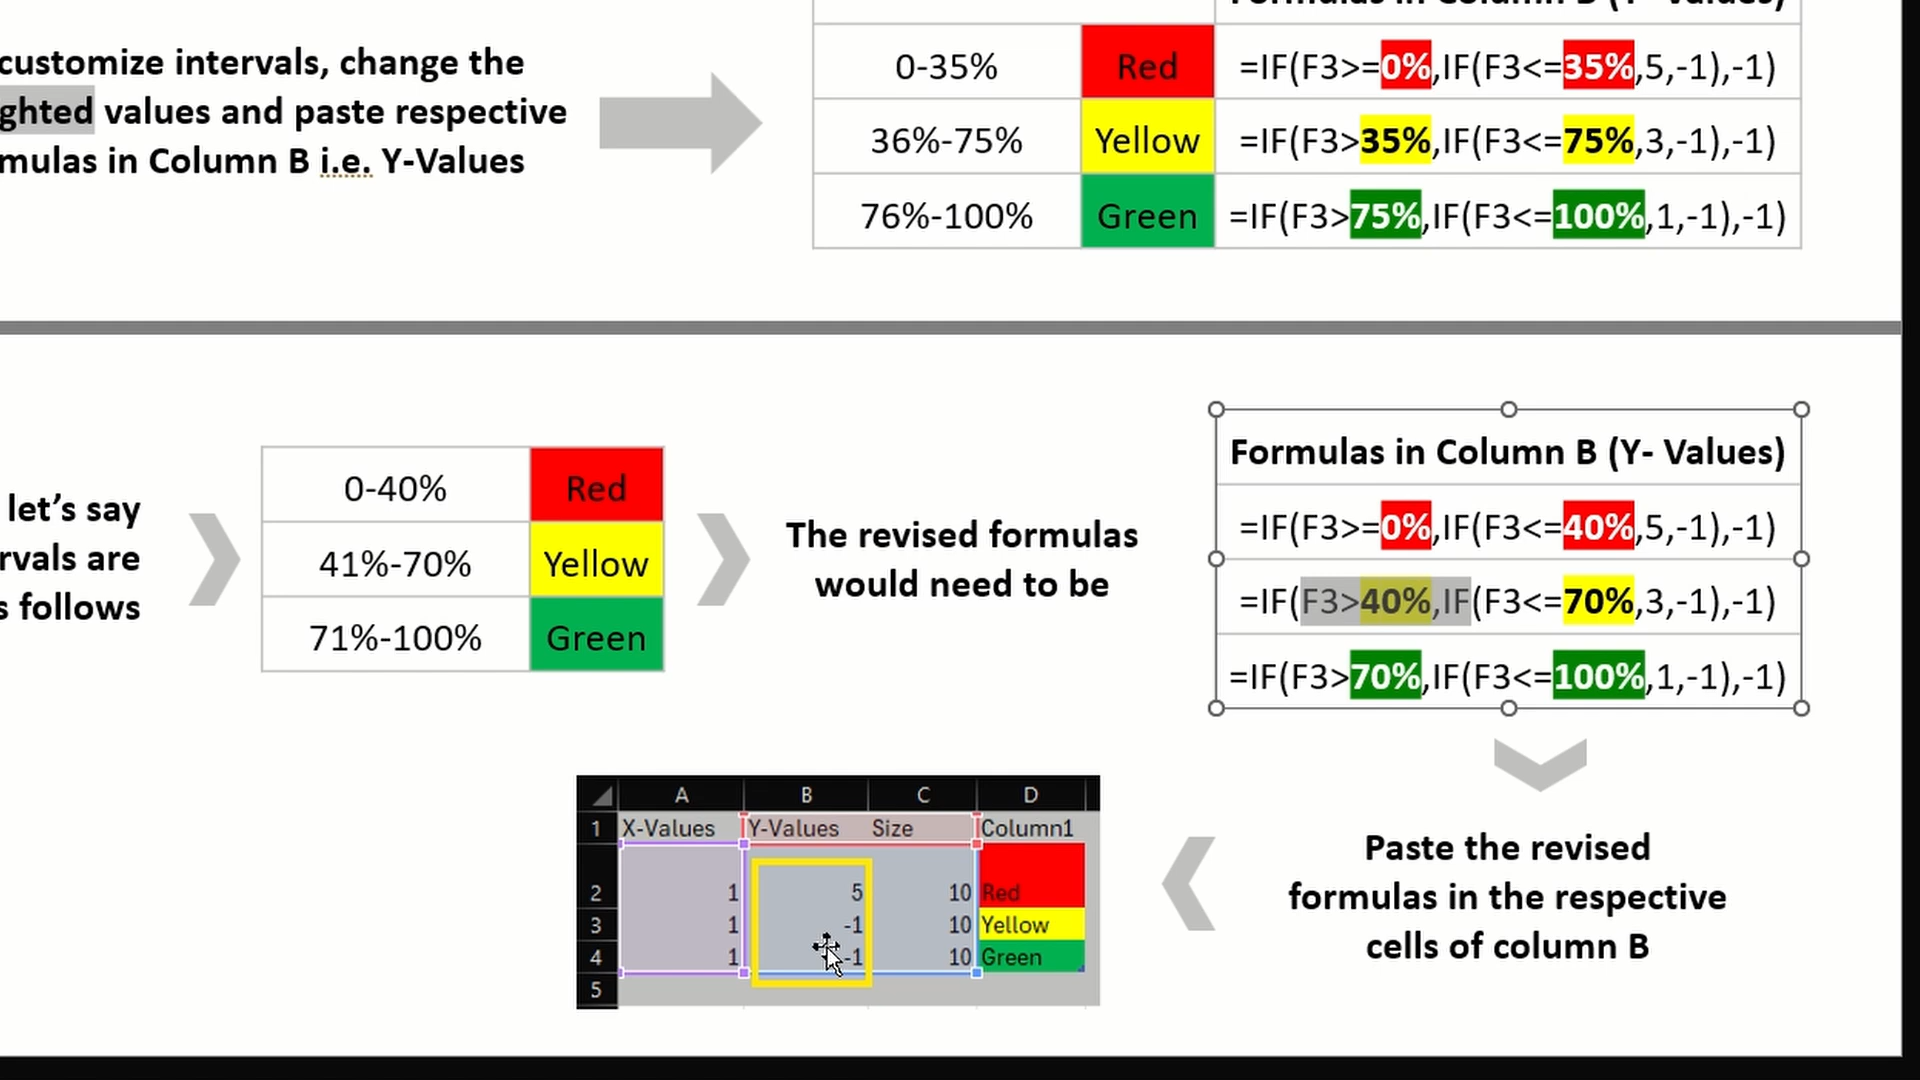 Formulas in Column B (Y- Values)
customize intervals, change the
ghted values and paste respective
mulas in Column B i.e. Y-Values
0-35% Red =IF(F3>=0%,IF(F3<=35%,5,-1),-1)
36%-75% Yellow =IF(F3>35%,IF(F3<=75%,3,-1),-1)
76%-100% Green =IF(F3>75%,IF(F3<=100%,1,-1),-1)
let’s say
rvals are
s follows
0-40% Red
41%-70% Yellow
71%-100% Green
The revised formulas
would need to be
Formulas in Column B (Y- Values)
=IF(F3>=0%,IF(F3<=40%,5,-1),-1)
=IF(F3>40%,IF(F3<=70%,3,-1),-1)
=IF(F3>70%,IF(F3<=100%,1,-1),-1)
Paste the revised
formulas in the respective
cells of column B
A B C D
1 X-Values Y-Values Size Column1
2 1 5 10 Red
3 1 -1 10 Yellow
4 1 -1 10 Green
5